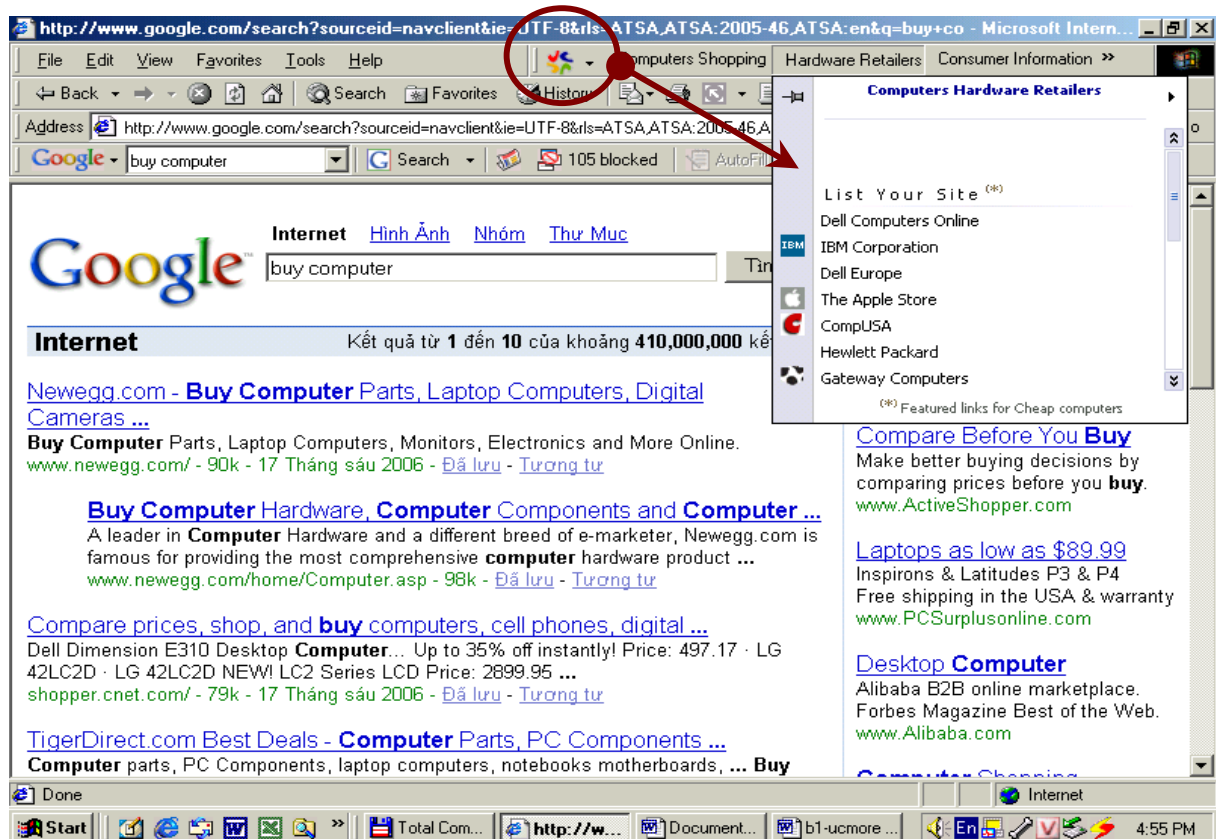 http://www.google.com/search?sourceid=navclient&ie=UTF-8&rls=ATSA,ATSA:2005-46,ATSA:en&q=buy+co - Microsoft Intern...
File Edit View Favorites Tools Help
Computers Shopping Hardware Retailers Consumer Information »
Back Search Favorites History
Address http://www.google.com/search?sourceid=navclient&ie=UTF-8&rls=ATSA,ATSA:2005-46,A
Google buy computer Search 105 blocked AutoFill
Computers Hardware Retailers
List Your Site (*)
Dell Computers Online
IBM IBM Corporation
Dell Europe
The Apple Store
CompUSA
Hewlett Packard
Gateway Computers
(*) Featured links for Cheap computers
Google™
Internet Hình Ảnh Nhóm Thư Mục
buy computer
Internet Kết quả từ 1 đến 10 của khoảng 410,000,000 kế
Newegg.com - Buy Computer Parts, Laptop Computers, Digital
Cameras ...
Buy Computer Parts, Laptop Computers, Monitors, Electronics and More Online.
www.newegg.com/ - 90k - 17 Tháng sáu 2006 - Đã lưu - Tương tự
Buy Computer Hardware, Computer Components and Computer ...
A leader in Computer Hardware and a different breed of e-marketer, Newegg.com is
famous for providing the most comprehensive computer hardware product ...
www.newegg.com/home/Computer.asp - 98k - Đã lưu - Tương tự
Compare prices, shop, and buy computers, cell phones, digital ...
Dell Dimension E310 Desktop Computer... Up to 35% off instantly! Price: 497.17 · LG
42LC2D · LG 42LC2D NEW! LC2 Series LCD Price: 2899.95 ...
shopper.cnet.com/ - 79k - 17 Tháng sáu 2006 - Đã lưu - Tương tự
TigerDirect.com Best Deals - Computer Parts, PC Components ...
Computer parts, PC Components, laptop computers, notebooks motherboards, ... Buy
Compare Before You Buy
Make better buying decisions by
comparing prices before you buy.
www.ActiveShopper.com
Laptops as low as $89.99
Inspirons & Latitudes P3 & P4
Free shipping in the USA & warranty
www.PCSurplusonline.com
Desktop Computer
Alibaba B2B online marketplace.
Forbes Magazine Best of the Web.
www.Alibaba.com
Computer Shopping
Done Internet
Start » Total Com... http://w... Document... b1-ucmore ... En 4:55 PM